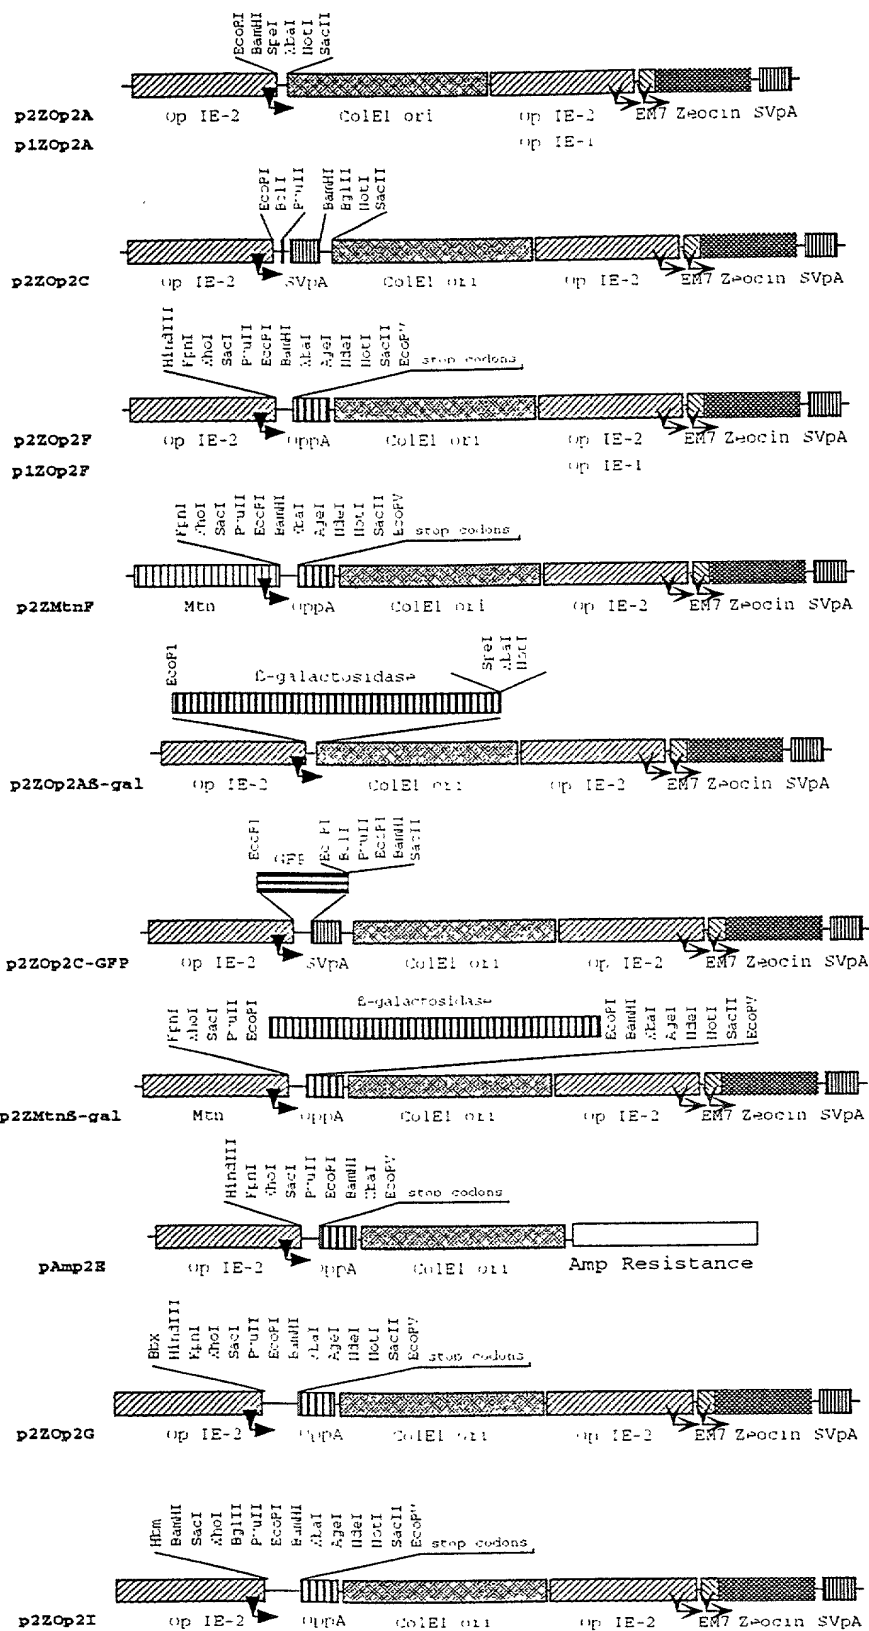 EcoRI BamHI SpeI XbaI NotI SacII
p2ZOp2A Op IE-2 ColE1 ori Op IE-2 EM7 Zeocin SVpA
p1ZOp2A Op IE-1
EcoRI BclI PvuII BamHI BglII NotI SacII
p2ZOp2C Op IE-2 SVpA ColE1 ori Op IE-2 EM7 Zeocin SVpA
HindIII KpnI XhoI SacI PvuII EcoRI BamHI XbaI AgeI NdeI NotI SacII EcoRV stop codons
p2ZOp2F Op IE-2 OppA ColE1 ori Op IE-2 EM7 Zeocin SVpA
p1ZOp2F Op IE-1
KpnI XhoI SacI PvuII EcoRI BamHI XbaI AgeI NdeI NotI SacII EcoRV stop codons
p2ZMtnF Mtn OppA ColE1 ori Op IE-2 EM7 Zeocin SVpA
EcoRI ß-galactosidase SpeI XbaI NotI
p2ZOp2Aß-gal Op IE-2 ColE1 ori Op IE-2 EM7 Zeocin SVpA
EcoRI GFP EcoRI BclI PvuII EcoRI BamHI SacII
p2ZOp2C-GFP Op IE-2 SVpA ColE1 ori Op IE-2 EM7 Zeocin SVpA
KpnI XhoI SacI PvuII EcoRI ß-galactosidase EcoRI BamHI XbaI AgeI NdeI NotI SacII EcoRV
p2ZMtnß-gal Mtn OppA ColE1 ori Op IE-2 EM7 Zeocin SVpA
HindIII KpnI XhoI SacI PvuII EcoRI BamHI XbaI EcoRV stop codons
pAmp2E Op IE-2 OppA ColE1 ori Amp Resistance
Bbx HindIII KpnI XhoI SacI PvuII EcoRI BamHI XbaI AgeI NdeI NotI SacII EcoRV stop codons
p2ZOp2G Op IE-2 OppA ColE1 ori Op IE-2 EM7 Zeocin SVpA
Hbm BamHI SacI XhoI BglII PvuII EcoRI BamHI XbaI AgeI NdeI NotI SacII EcoRV stop codons
p2ZOp2I Op IE-2 OppA ColE1 ori Op IE-2 EM7 Zeocin SVpA